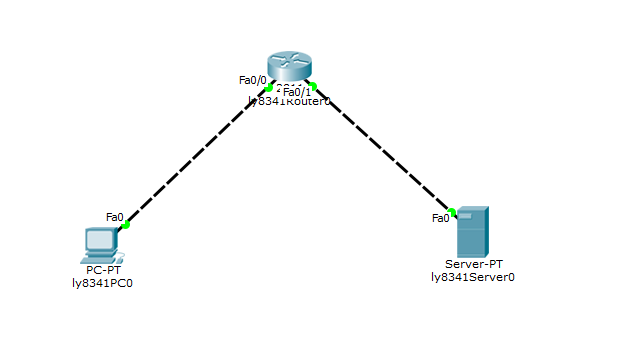 Fa0/0
Fa0/1
ly8341Router0
Fa0
PC-PT
ly8341PC0
Fa0
Server-PT
ly8341Server0